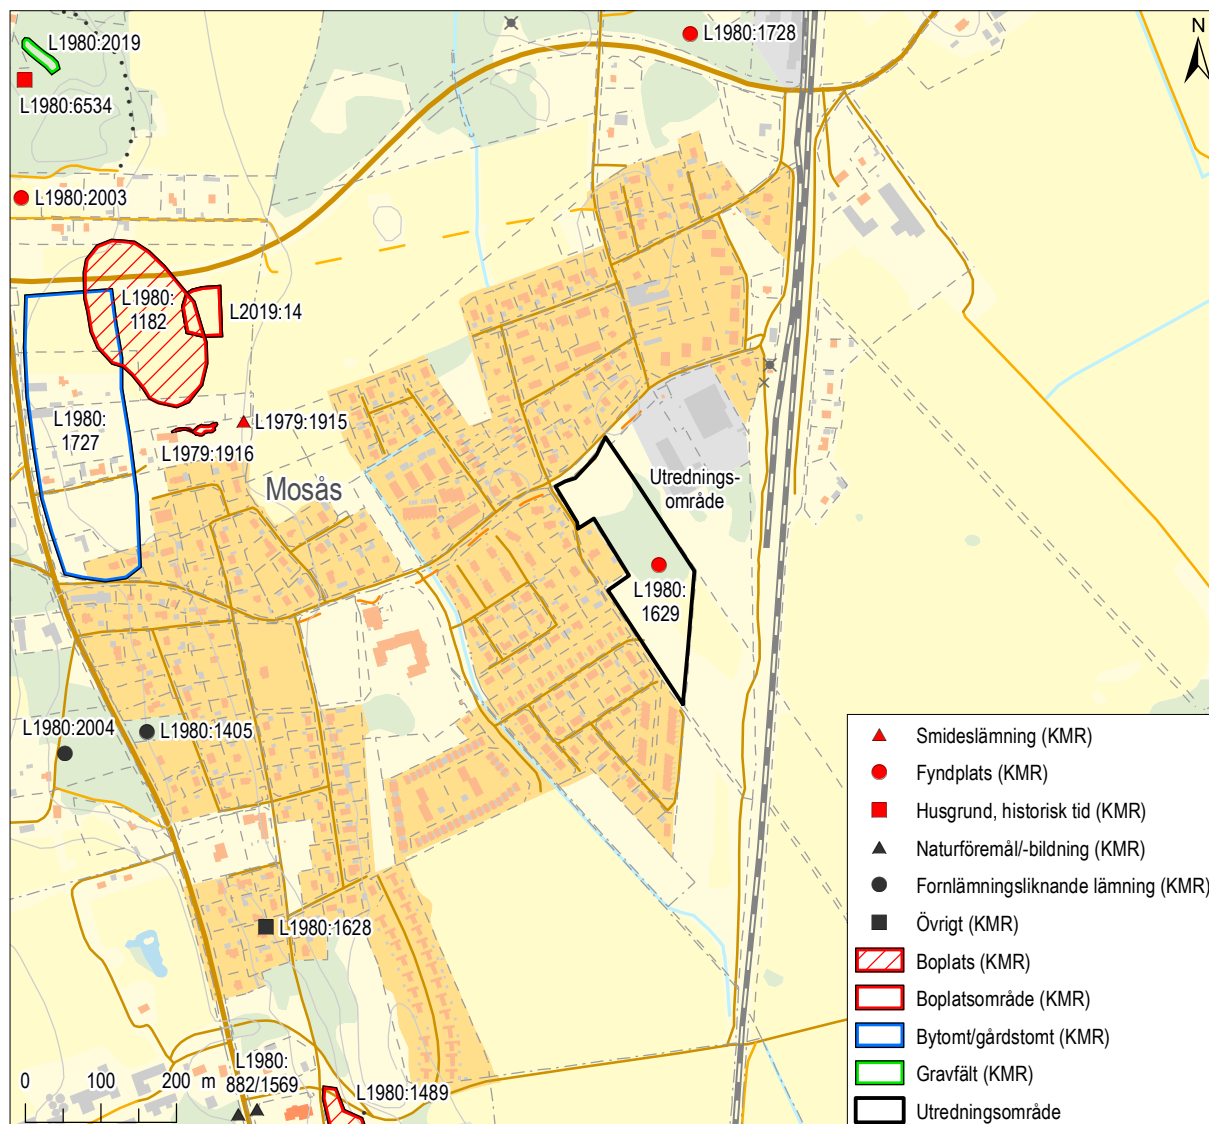 L1980:2019
L1980:1728
N
L1980:6534
L1980:2003
L1980:
1182
L2019:14
L1980:
1727
L1979:1915
L1979:1916
Mosås
Utrednings-
område
L1980:
1629
L1980:2004
L1980:1405
L1980:1628
L1980:
882/1569
L1980:1489
0 100 200 m
Smideslämning (KMR)
Fyndplats (KMR)
Husgrund, historisk tid (KMR)
Naturföremål/-bildning (KMR)
Fornlämningsliknande lämning (KMR)
Övrigt (KMR)
Boplats (KMR)
Boplatsområde (KMR)
Bytomt/gårdstomt (KMR)
Gravfält (KMR)
Utredningsområde